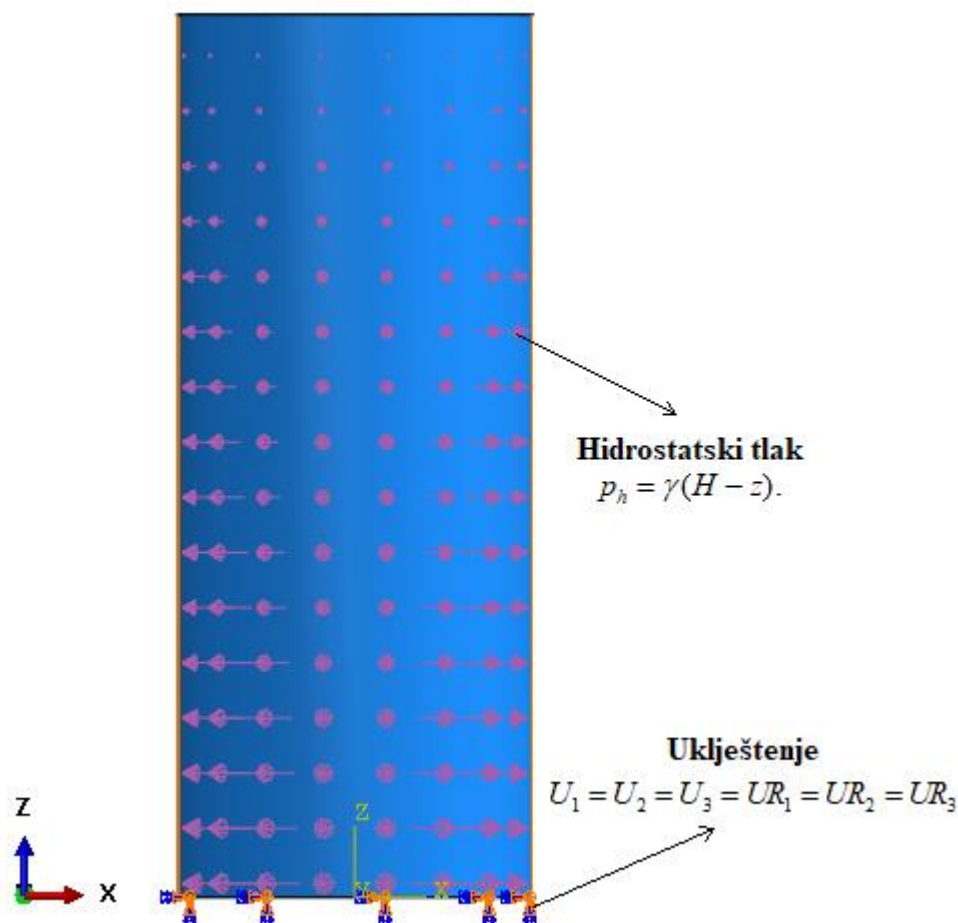 Hidrostatski tlak
p_h = γ(H − z).
Uklještenje
U_1 = U_2 = U_3 = UR_1 = UR_2 = UR_3
Z
Z
X
Y
X